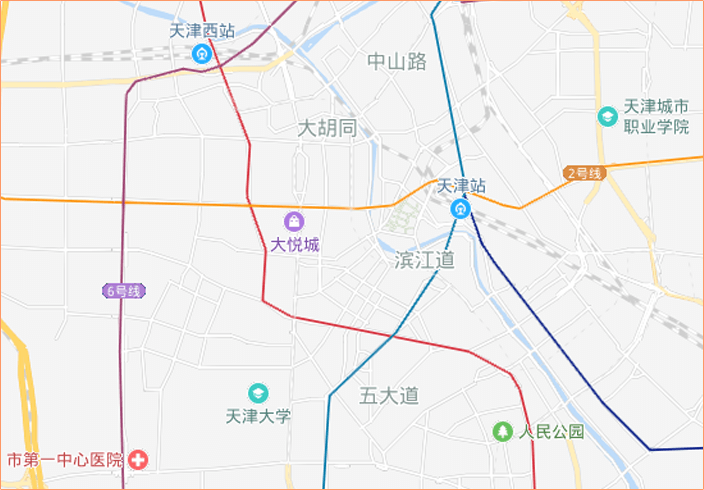 天津西站
中山路
天津城市
职业学院
大胡同
2号线
天津站
大悦城
滨江道
6号线
五大道
天津大学
人民公园
市第一中心医院